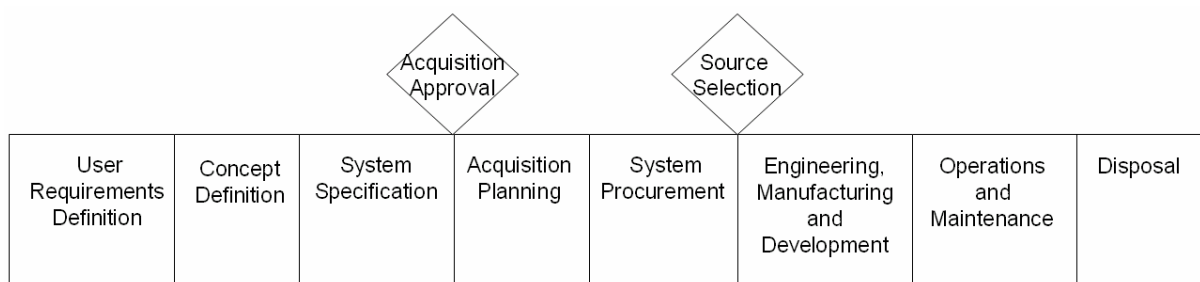 Acquisition
Approval
Source
Selection
User
Requirements
Definition
Concept
Definition
System
Specification
Acquisition
Planning
System
Procurement
Engineering,
Manufacturing
and
Development
Operations
and
Maintenance
Disposal